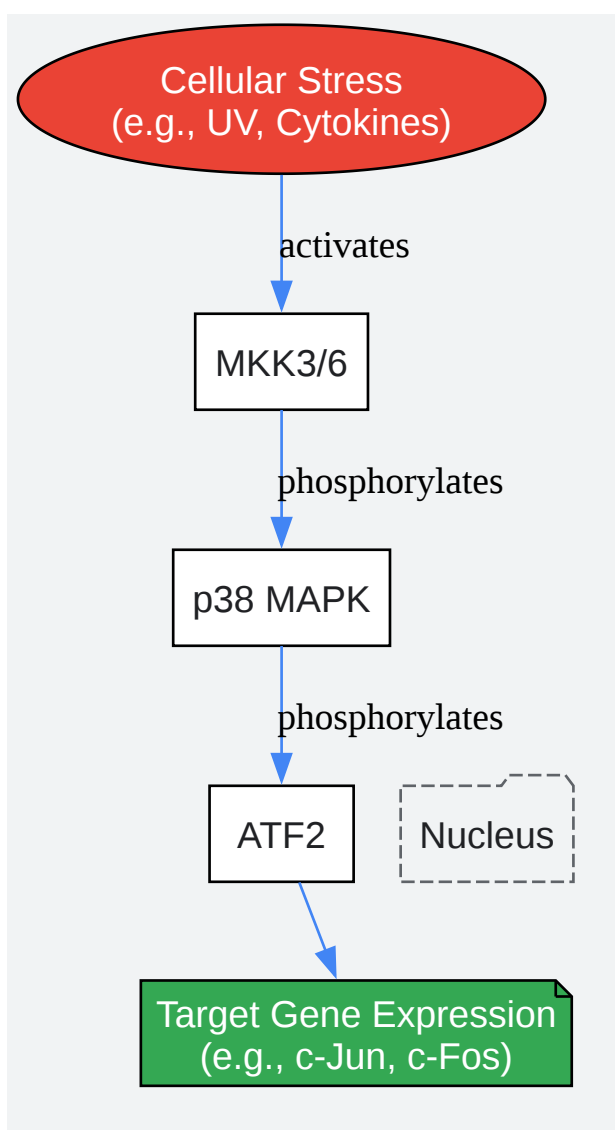 Cellular Stress
(e.g., UV, Cytokines)
activates
MKK3/6
phosphorylates
p38 MAPK
phosphorylates
ATF2
Nucleus
Target Gene Expression
(e.g., c-Jun, c-Fos)